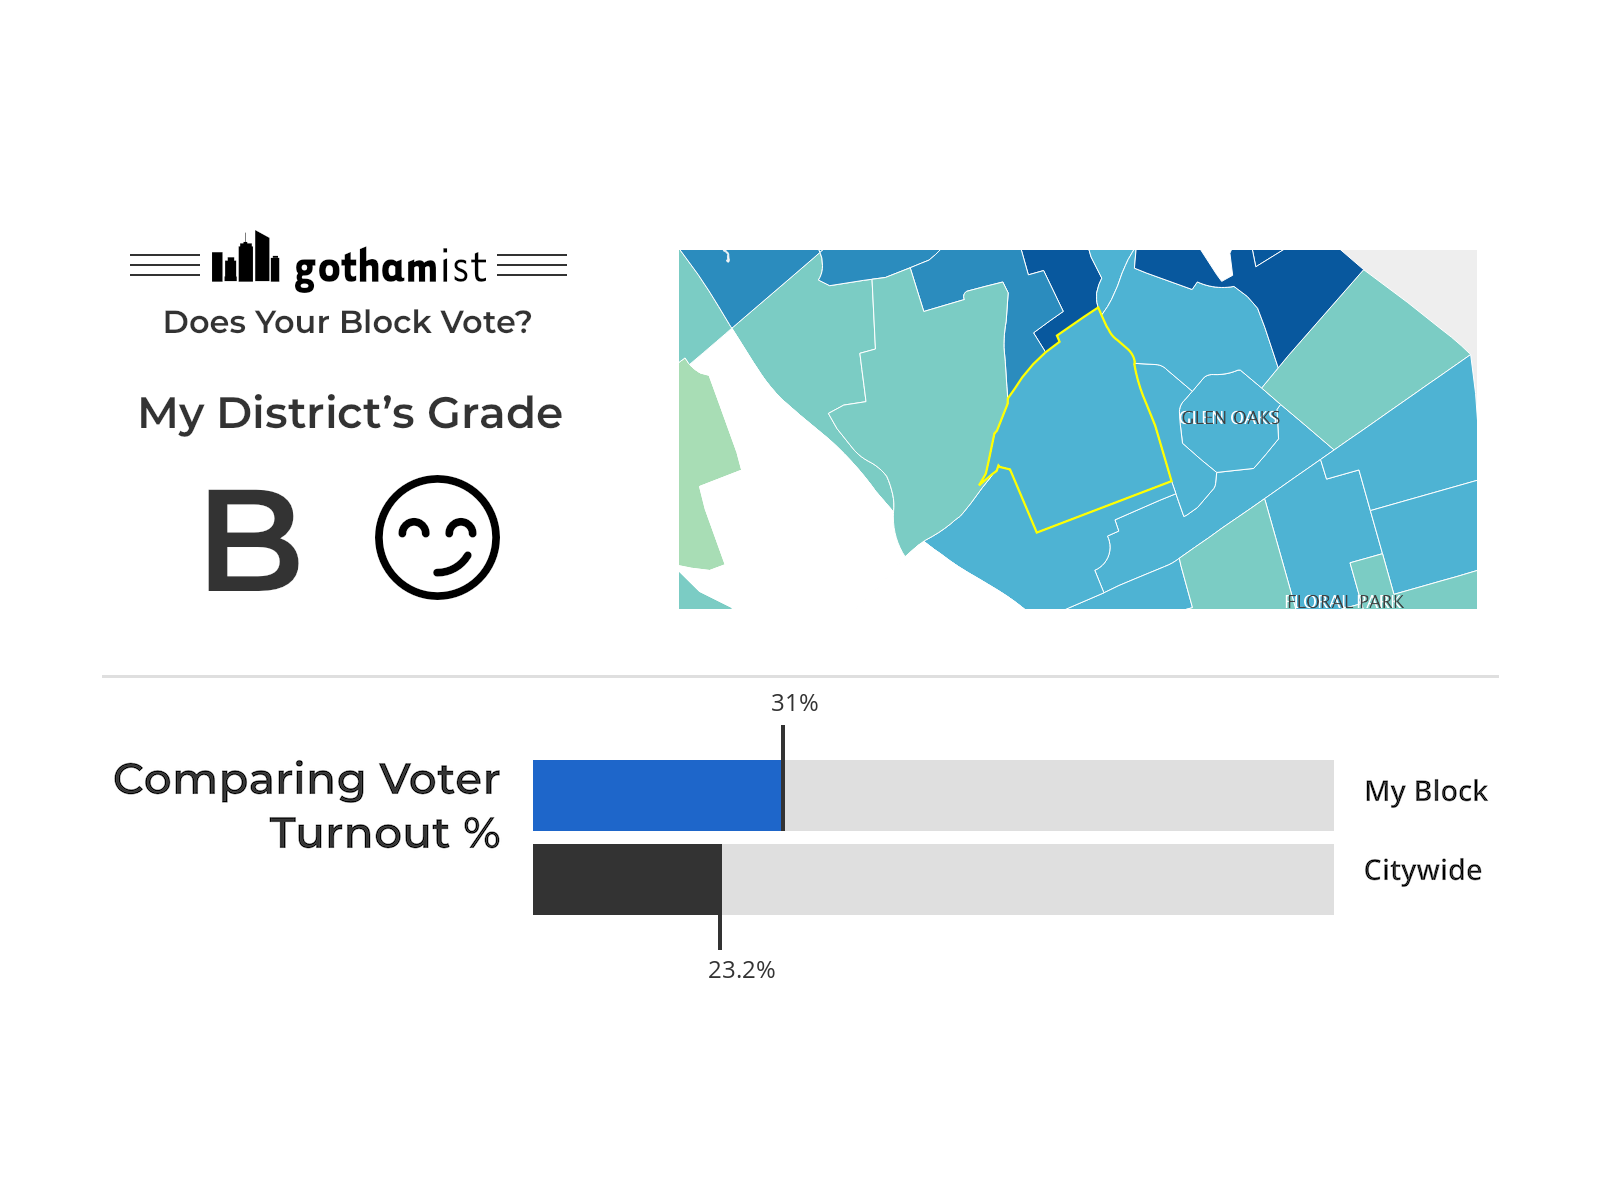 gothamist
Does Your Block Vote?
My District's Grade
B
GLEN OAKS
FLORAL PARK
31%
Comparing Voter
Turnout %
My Block
Citywide
23.2%